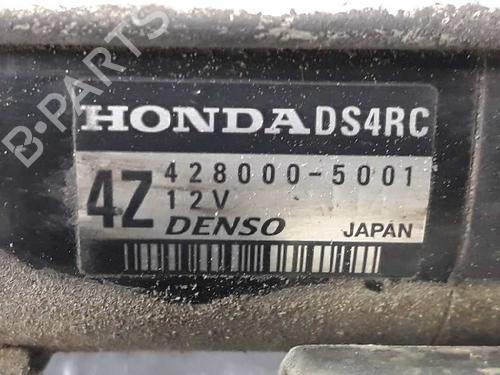 HONDA DS4RC
4Z 428000-5001
12V
DENSO JAPAN
B-PARTS